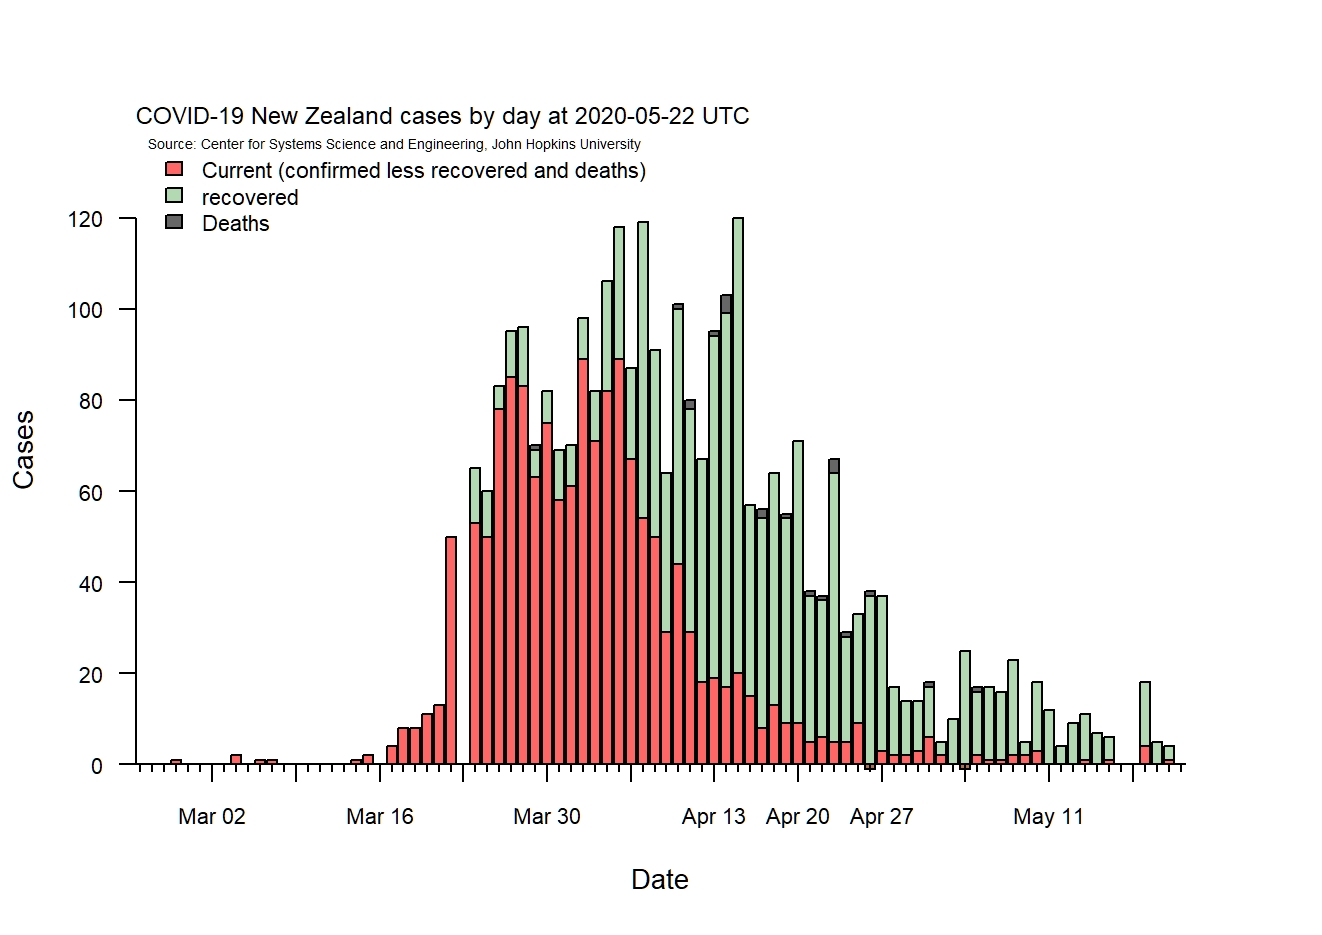 COVID-19 New Zealand cases by day at 2020-05-22 UTC
Source: Center for Systems Science and Engineering, John Hopkins University
Current (confirmed less recovered and deaths)
recovered
Deaths
120
100
80
60
40
20
0
Cases
Mar 02 Mar 16 Mar 30 Apr 13 Apr 20 Apr 27 May 11
Date